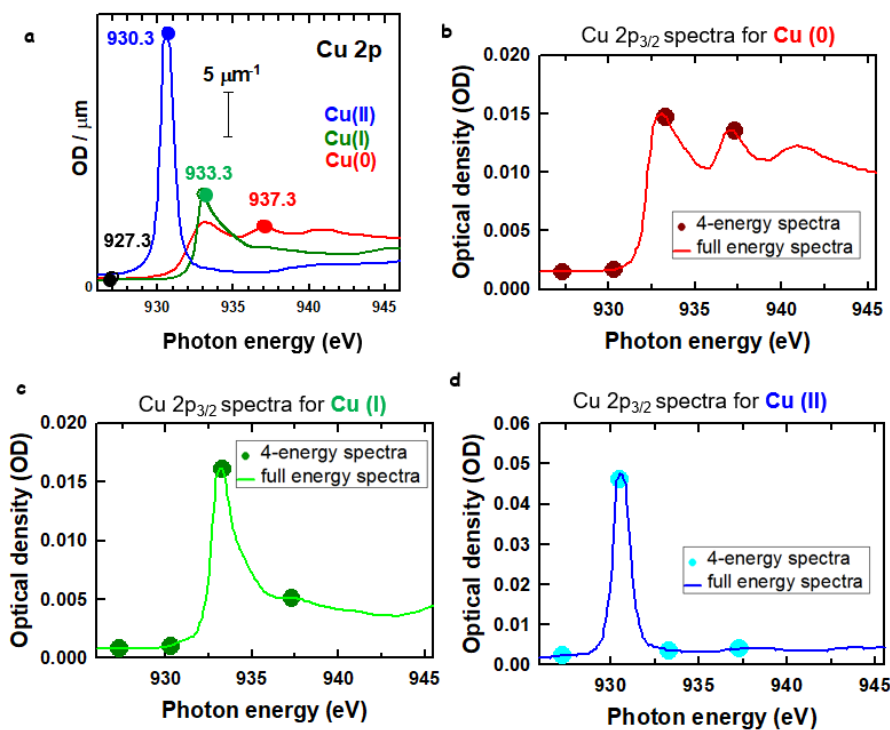 a
930.3
Cu 2p
5 μm-1
Cu(II)
Cu(I)
Cu(0)
933.3
937.3
927.3
OD / μm
0
930 935 940 945
Photon energy (eV)
b
Cu 2p3/2 spectra for Cu (0)
Optical density (OD)
0.020
0.015
0.010
0.005
0.000
4-energy spectra
full energy spectra
930 935 940 945
Photon energy (eV)
c
Cu 2p3/2 spectra for Cu (I)
Optical density (OD)
0.020
0.015
0.010
0.005
0.000
4-energy spectra
full energy spectra
930 935 940 945
Photon energy (eV)
d
Cu 2p3/2 spectra for Cu (II)
Optical density (OD)
0.06
0.05
0.04
0.03
0.02
0.01
0.00
4-energy spectra
full energy spectra
930 935 940 945
Photon energy (eV)